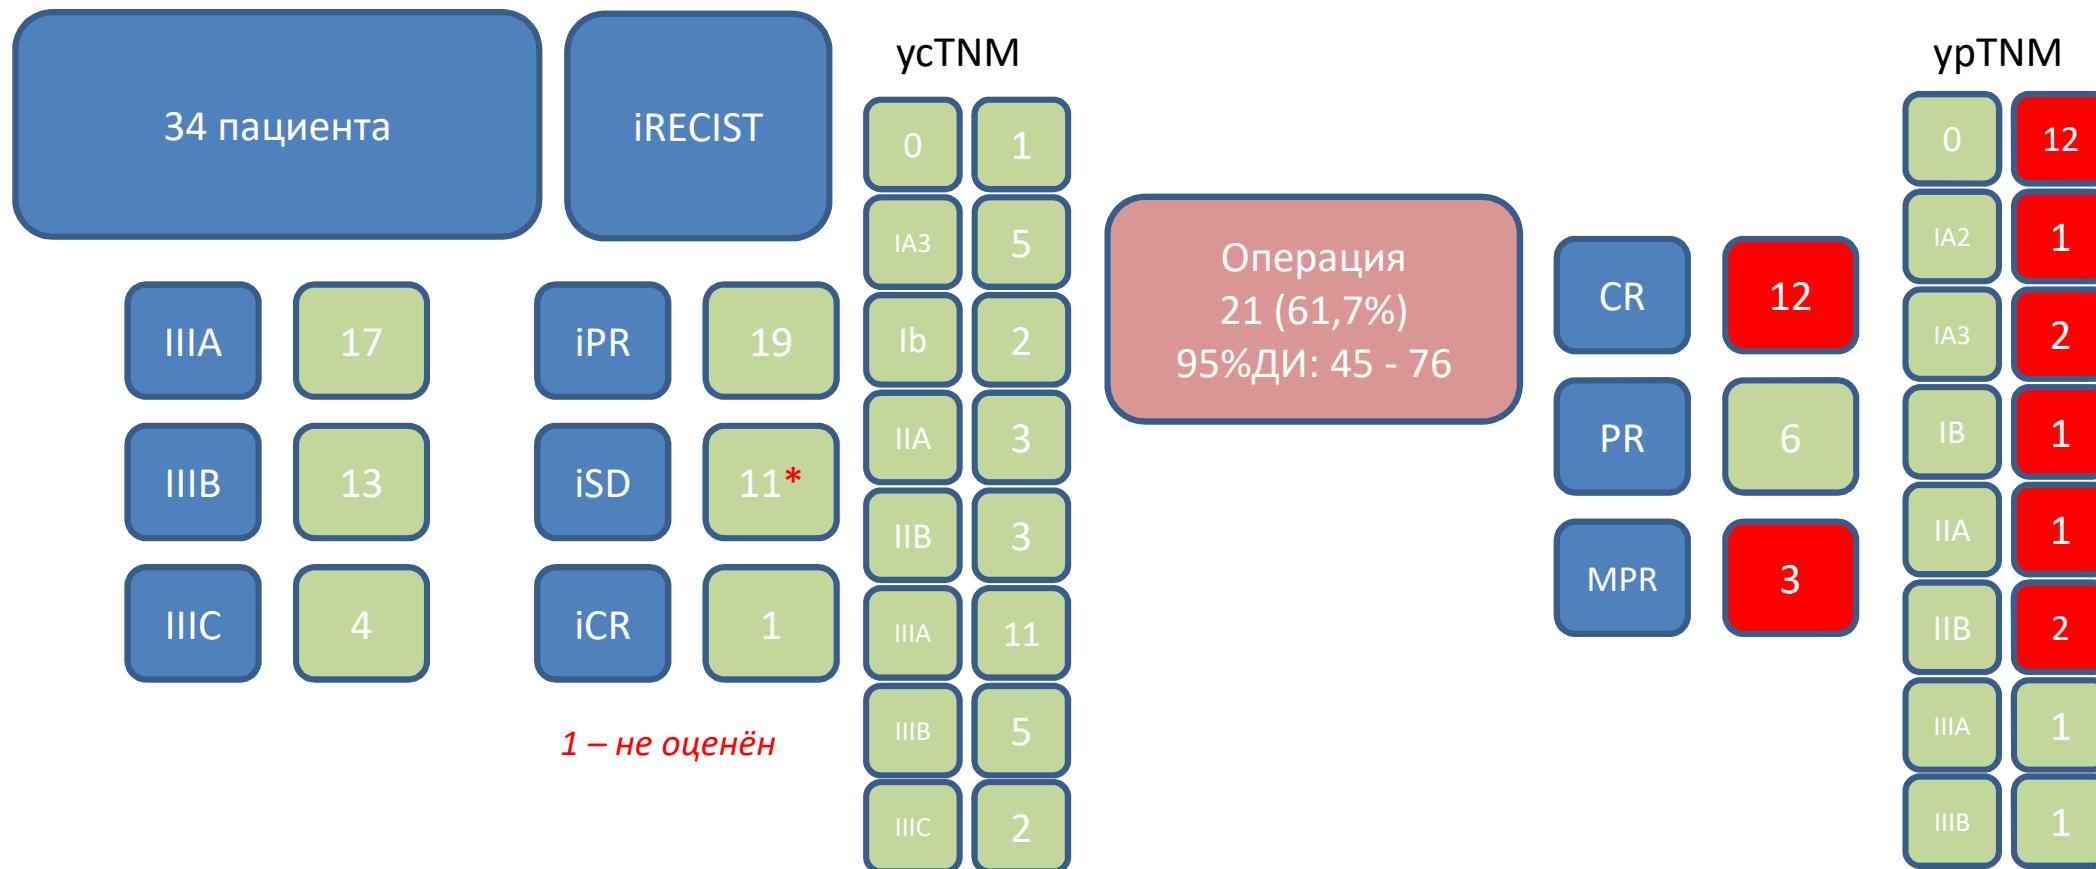 34 пациента
iRECIST
IIIA 17
IIIB 13
IIIC 4
iPR 19
iSD 11*
iCR 1
1 – не оценён
ycTNM
0 1
IA3 5
Ib 2
IIA 3
IIB 3
IIIA 11
IIIB 5
IIIC 2
Операция
21 (61,7%)
95%ДИ: 45 - 76
CR 12
PR 6
MPR 3
ypTNM
0 12
IA2 1
IA3 2
IB 1
IIA 1
IIB 2
IIIA 1
IIIB 1